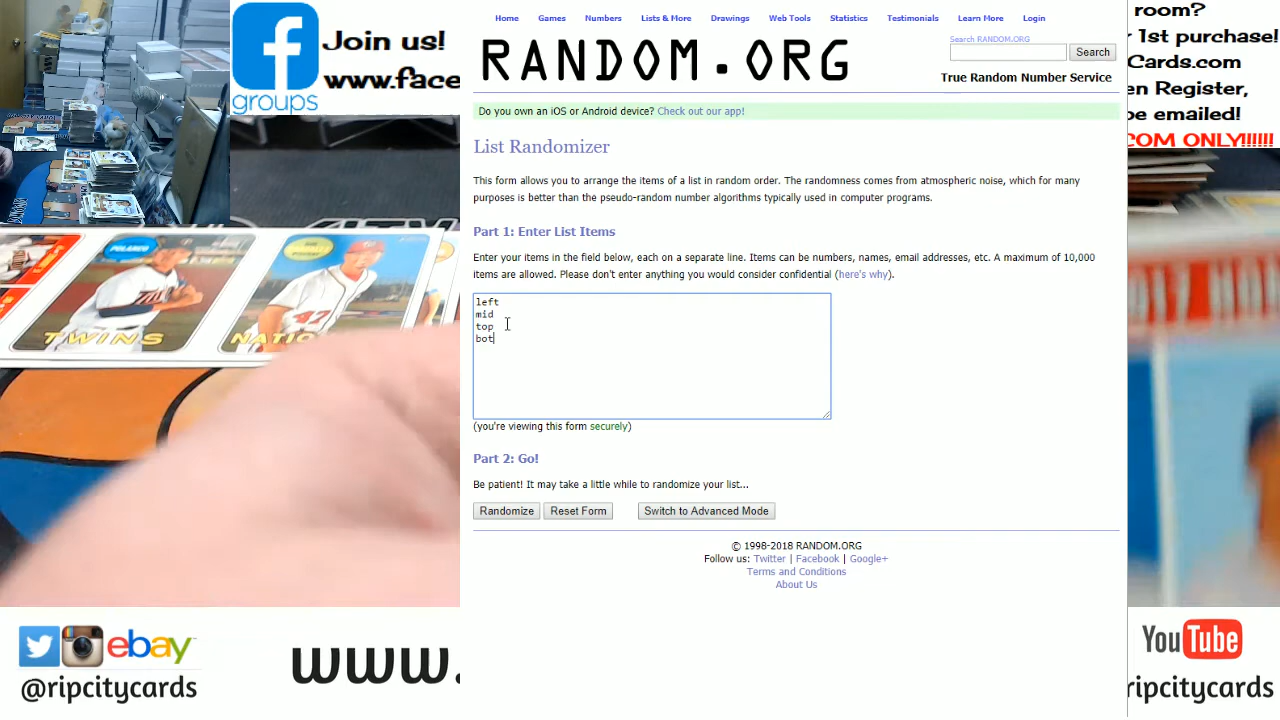 Join us!
www.face
groups
POLANCO
TWINS
NATIO
Home Games Numbers Lists & More Drawings Web Tools Statistics Testimonials Learn More Login
RANDOM.ORG
Search RANDOM.ORG
Search
True Random Number Service
Do you own an iOS or Android device? Check out our app!
List Randomizer
This form allows you to arrange the items of a list in random order. The randomness comes from atmospheric noise, which for many
purposes is better than the pseudo-random number algorithms typically used in computer programs.
Part 1: Enter List Items
Enter your items in the field below, each on a separate line. Items can be numbers, names, email addresses, etc. A maximum of 10,000
items are allowed. Please don't enter anything you would consider confidential (here's why).
left
mid
top
bot
(you're viewing this form securely)
Part 2: Go!
Be patient! It may take a little while to randomize your list...
Randomize Reset Form Switch to Advanced Mode
© 1998-2018 RANDOM.ORG
Follow us: Twitter | Facebook | Google+
Terms and Conditions
About Us
room?
r 1st purchase!
Cards.com
en Register,
be emailed!
COM ONLY!!!!!!
ebay
@ripcitycards
www.
YouTube
ripcitycards